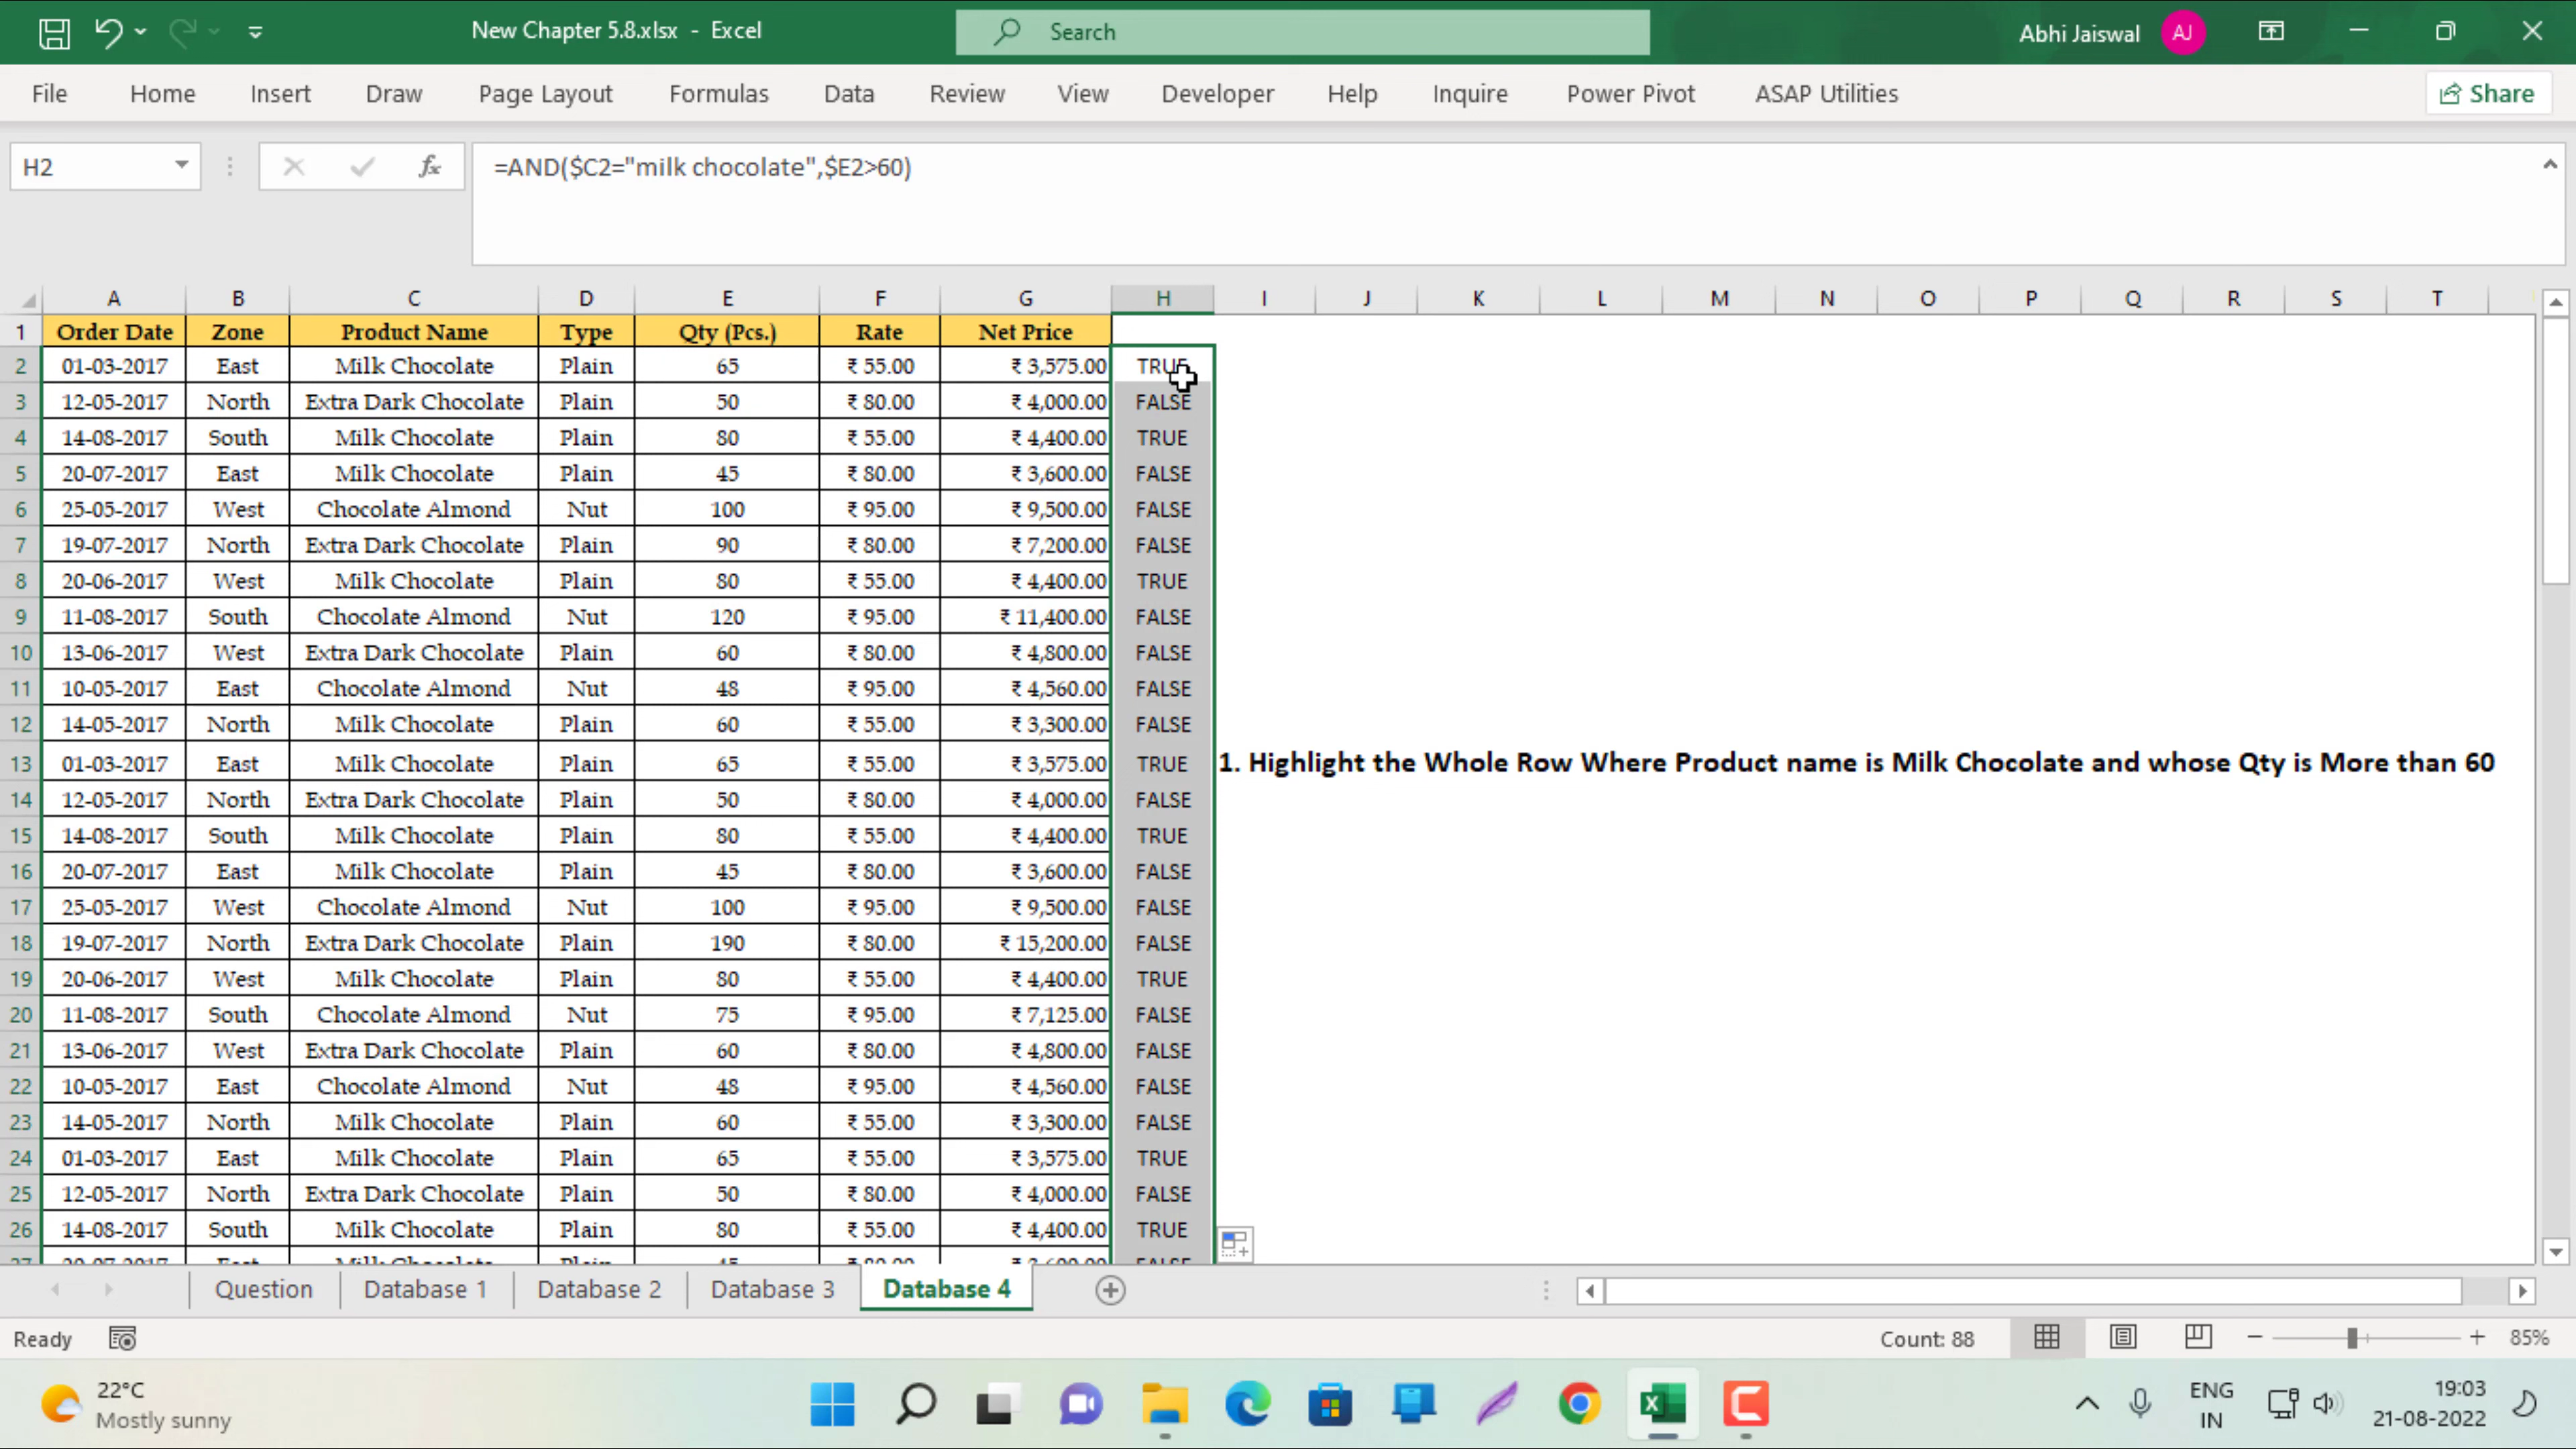 New Chapter 5.8.xlsx - Excel
Search
Abhi Jaiswal AJ
File Home Insert Draw Page Layout Formulas Data Review View Developer Help Inquire Power Pivot ASAP Utilities Share
H2 fx =AND($C2="milk chocolate",$E2>60)
A B C D E F G H I J K L M N O P Q R S T
1 Order Date Zone Product Name Type Qty (Pcs.) Rate Net Price
2 01-03-2017 East Milk Chocolate Plain 65 ₹ 55.00 ₹ 3,575.00 TRUE
3 12-05-2017 North Extra Dark Chocolate Plain 50 ₹ 80.00 ₹ 4,000.00 FALSE
4 14-08-2017 South Milk Chocolate Plain 80 ₹ 55.00 ₹ 4,400.00 TRUE
5 20-07-2017 East Milk Chocolate Plain 45 ₹ 80.00 ₹ 3,600.00 FALSE
6 25-05-2017 West Chocolate Almond Nut 100 ₹ 95.00 ₹ 9,500.00 FALSE
7 19-07-2017 North Extra Dark Chocolate Plain 90 ₹ 80.00 ₹ 7,200.00 FALSE
8 20-06-2017 West Milk Chocolate Plain 80 ₹ 55.00 ₹ 4,400.00 TRUE
9 11-08-2017 South Chocolate Almond Nut 120 ₹ 95.00 ₹ 11,400.00 FALSE
10 13-06-2017 West Extra Dark Chocolate Plain 60 ₹ 80.00 ₹ 4,800.00 FALSE
11 10-05-2017 East Chocolate Almond Nut 48 ₹ 95.00 ₹ 4,560.00 FALSE
12 14-05-2017 North Milk Chocolate Plain 60 ₹ 55.00 ₹ 3,300.00 FALSE
13 01-03-2017 East Milk Chocolate Plain 65 ₹ 55.00 ₹ 3,575.00 TRUE 1. Highlight the Whole Row Where Product name is Milk Chocolate and whose Qty is More than 60
14 12-05-2017 North Extra Dark Chocolate Plain 50 ₹ 80.00 ₹ 4,000.00 FALSE
15 14-08-2017 South Milk Chocolate Plain 80 ₹ 55.00 ₹ 4,400.00 TRUE
16 20-07-2017 East Milk Chocolate Plain 45 ₹ 80.00 ₹ 3,600.00 FALSE
17 25-05-2017 West Chocolate Almond Nut 100 ₹ 95.00 ₹ 9,500.00 FALSE
18 19-07-2017 North Extra Dark Chocolate Plain 190 ₹ 80.00 ₹ 15,200.00 FALSE
19 20-06-2017 West Milk Chocolate Plain 80 ₹ 55.00 ₹ 4,400.00 TRUE
20 11-08-2017 South Chocolate Almond Nut 75 ₹ 95.00 ₹ 7,125.00 FALSE
21 13-06-2017 West Extra Dark Chocolate Plain 60 ₹ 80.00 ₹ 4,800.00 FALSE
22 10-05-2017 East Chocolate Almond Nut 48 ₹ 95.00 ₹ 4,560.00 FALSE
23 14-05-2017 North Milk Chocolate Plain 60 ₹ 55.00 ₹ 3,300.00 FALSE
24 01-03-2017 East Milk Chocolate Plain 65 ₹ 55.00 ₹ 3,575.00 TRUE
25 12-05-2017 North Extra Dark Chocolate Plain 50 ₹ 80.00 ₹ 4,000.00 FALSE
26 14-08-2017 South Milk Chocolate Plain 80 ₹ 55.00 ₹ 4,400.00 TRUE
Question Database 1 Database 2 Database 3 Database 4
Ready Count: 88 85%
22°C
Mostly sunny
ENG
IN
19:03
21-08-2022